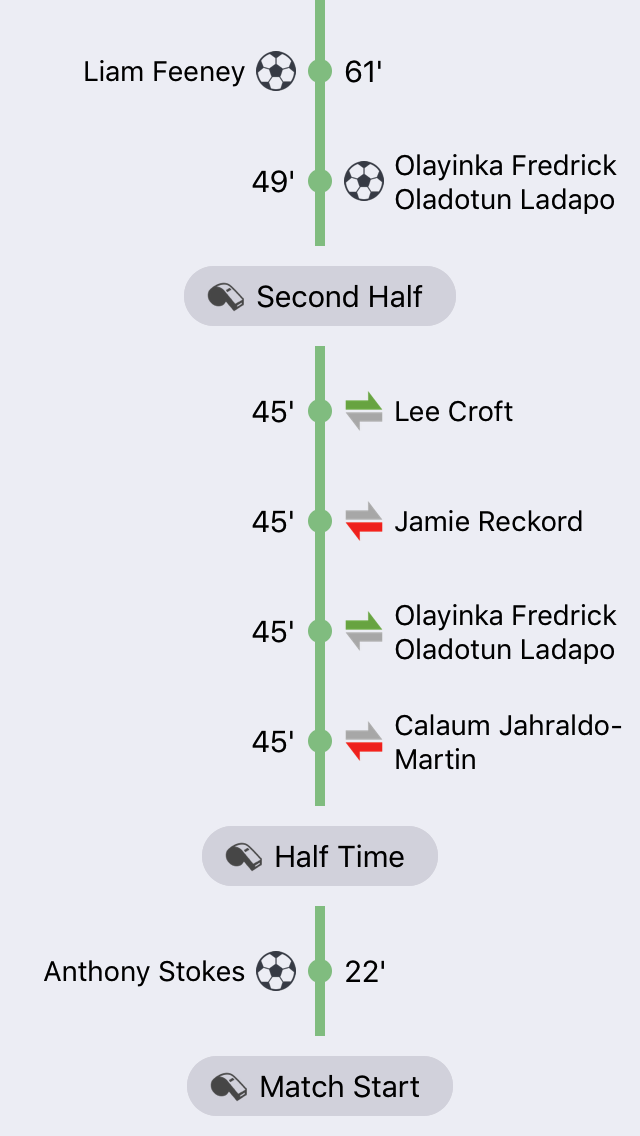 Liam Feeney 61'
49' Olayinka Fredrick
Oladotun Ladapo
Second Half
45' Lee Croft
45' Jamie Reckord
45' Olayinka Fredrick
Oladotun Ladapo
45' Calaum Jahraldo-
Martin
Half Time
Anthony Stokes 22'
Match Start